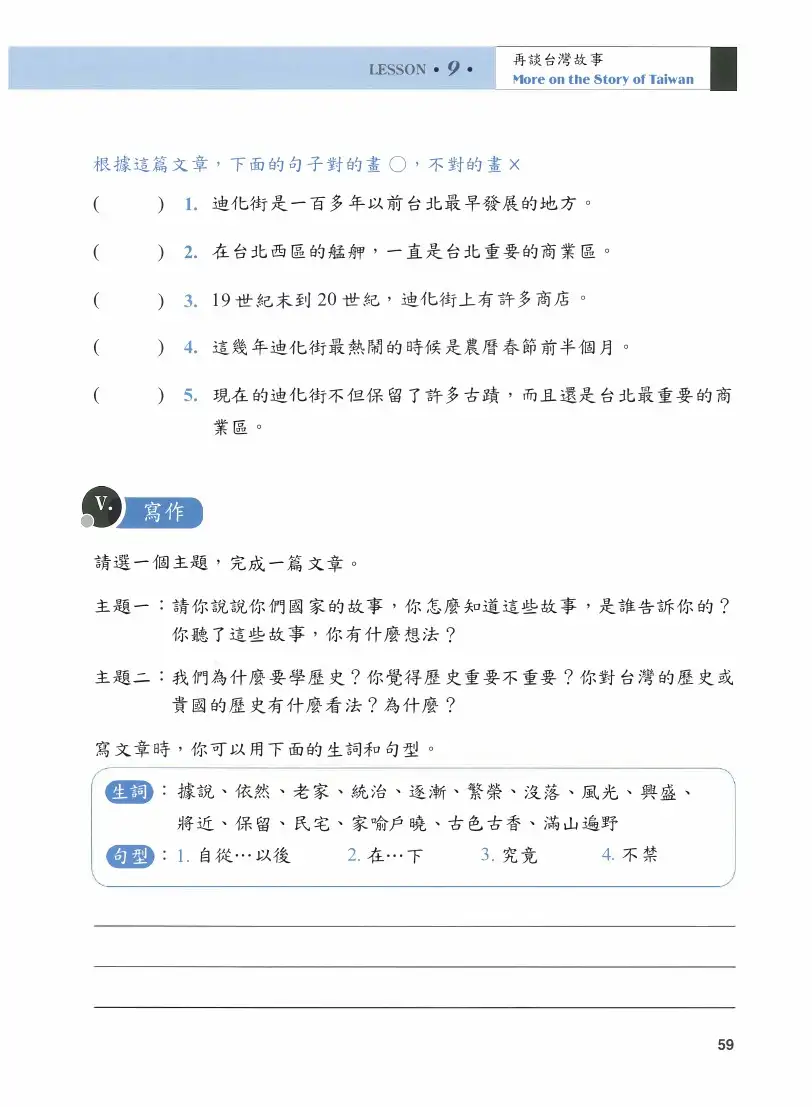 LESSON • 9 •
再談台灣故事
More on the Story of Taiwan
根據這篇文章，下面的句子對的畫○，不對的畫×
(　　) 1. 迪化街是一百多年以前台北最早發展的地方。
(　　) 2. 在台北西區的艋舺，一直是台北重要的商業區。
(　　) 3. 19世紀末到20世紀，迪化街上有許多商店。
(　　) 4. 這幾年迪化街最熱鬧的時候是農曆春節前半個月。
(　　) 5. 現在的迪化街不但保留了許多古蹟，而且還是台北最重要的商
業區。
V. 寫作
請選一個主題，完成一篇文章。
主題一：請你說說你們國家的故事，你怎麼知道這些故事，是誰告訴你的？
你聽了這些故事，你有什麼想法？
主題二：我們為什麼要學歷史？你覺得歷史重要不重要？你對台灣的歷史或
貴國的歷史有什麼看法？為什麼？
寫文章時，你可以用下面的生詞和句型。
生詞：據說、依然、老家、統治、逐漸、繁榮、沒落、風光、興盛、
將近、保留、民宅、家喻戶曉、古色古香、滿山遍野
句型：1. 自從…以後　2. 在…下　3. 究竟　4. 不禁
59